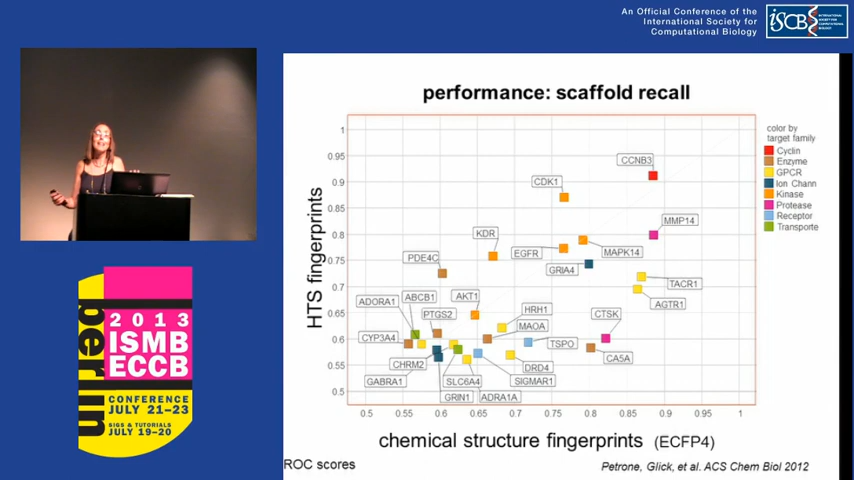 An Official Conference of the
International Society for
Computational Biology
ISCB
INTERNATIONAL
SOCIETY FOR
COMPUTATIONAL
BIOLOGY
performance: scaffold recall
color by
target family
Cyclin
Enzyme
GPCR
Ion Chann
Kinase
Protease
Receptor
Transporte
HTS fingerprints
1
0.95
0.9
0.85
0.8
0.75
0.7
0.65
0.6
0.55
0.5
CCNB3
CDK1
MMP14
KDR
EGFR
MAPK14
PDE4C
GRIA4
TACR1
AGTR1
ADORA1
ABCB1
AKT1
PTGS2
HRH1
CTSK
MAOA
CYP3A4
TSPO
CA5A
CHRM2
DRD4
GABRA1
SLC6A4
SIGMAR1
GRIN1
ADRA1A
0.5
0.55
0.6
0.65
0.7
0.75
0.8
0.85
0.9
0.95
1
chemical structure fingerprints (ECFP4)
ROC scores
Petrone, Glick, et al. ACS Chem Biol 2012
berlin
2013
ISMB
ECCB
CONFERENCE
JULY 21–23
SIGS & TUTORIALS
JULY 19–20